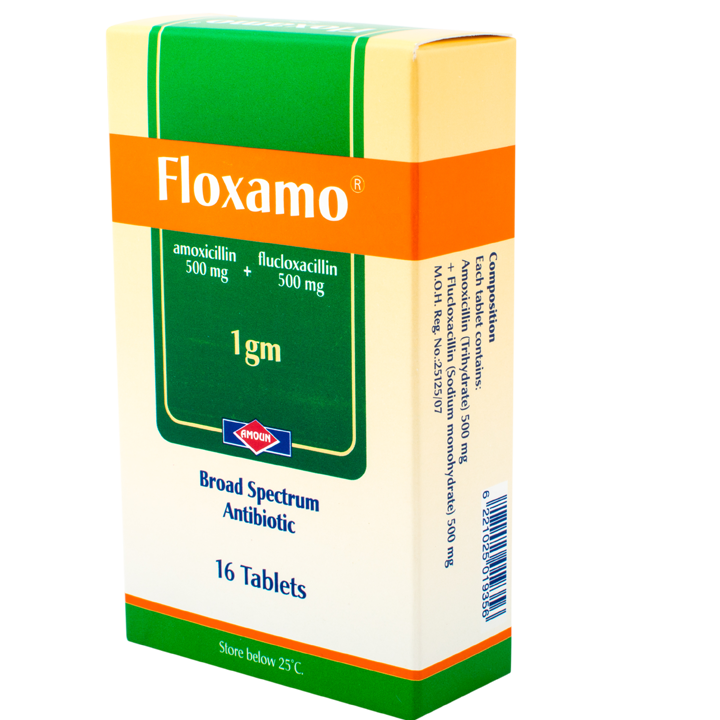 Floxamo
Floxamo®
amoxicillin
500 mg
+
flucloxacillin
500 mg
1gm
AMOUN
Broad Spectrum
Antibiotic
16 Tablets
Store below 25°C.
Composition
Each tablet contains:
Amoxicillin (Trihydrate) 500 mg
+ Flucloxacillin (Sodium monohydrate) 500 mg
M.O.H. Reg. No.:25125/07
6 221025 019356